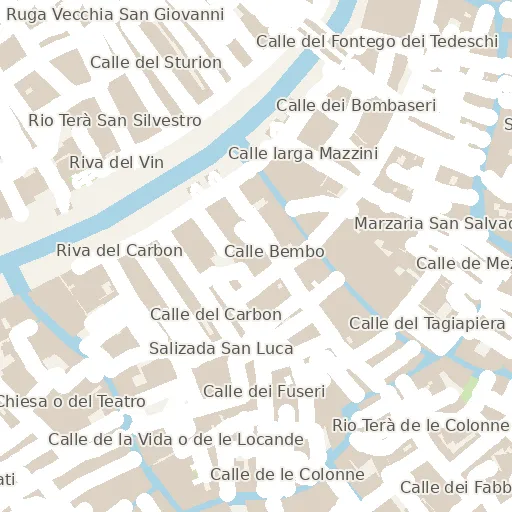 Ruga Vecchia San Giovanni
Calle del Fontego dei Tedeschi
Calle del Sturion
Calle dei Bombaseri
Rio Terà San Silvestro
S
Riva del Vin
Calle larga Mazzini
Marzaria San Salvad
Riva del Carbon
Calle Bembo
Calle de Mez
Calle del Carbon
Calle del Tagiapiera
Salizada San Luca
Calle dei Fuseri
Chiesa o del Teatro
Rio Terà de le Colonne
Calle de la Vida o de le Locande
Calle de le Colonne
ati
Calle dei Fabb